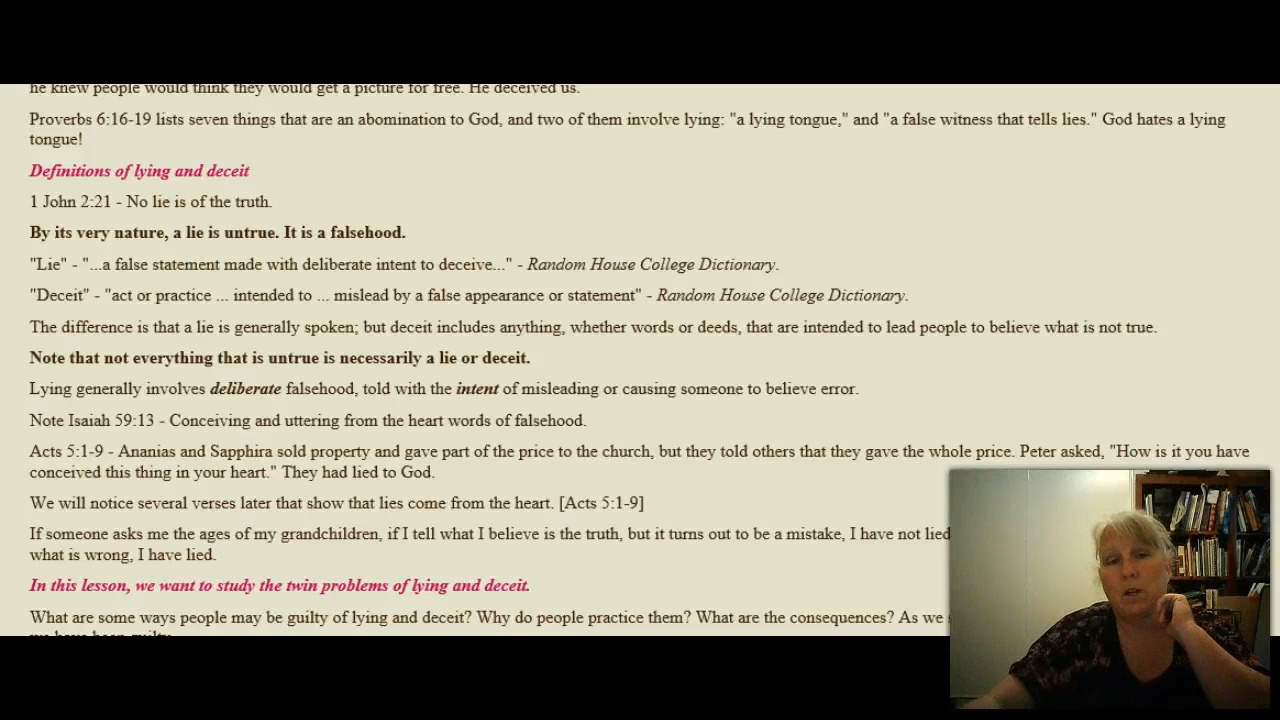 he knew people would think they would get a picture for free. He deceived us.
Proverbs 6:16-19 lists seven things that are an abomination to God, and two of them involve lying: "a lying tongue," and "a false witness that tells lies." God hates a lying
tongue!
Definitions of lying and deceit
1 John 2:21 - No lie is of the truth.
By its very nature, a lie is untrue. It is a falsehood.
"Lie" - "...a false statement made with deliberate intent to deceive..." - Random House College Dictionary.
"Deceit" - "act or practice ... intended to ... mislead by a false appearance or statement" - Random House College Dictionary.
The difference is that a lie is generally spoken; but deceit includes anything, whether words or deeds, that are intended to lead people to believe what is not true.
Note that not everything that is untrue is necessarily a lie or deceit.
Lying generally involves deliberate falsehood, told with the intent of misleading or causing someone to believe error.
Note Isaiah 59:13 - Conceiving and uttering from the heart words of falsehood.
Acts 5:1-9 - Ananias and Sapphira sold property and gave part of the price to the church, but they told others that they gave the whole price. Peter asked, "How is it you have
conceived this thing in your heart." They had lied to God.
We will notice several verses later that show that lies come from the heart. [Acts 5:1-9]
If someone asks me the ages of my grandchildren, if I tell what I believe is the truth, but it turns out to be a mistake, I have not lied
what is wrong, I have lied.
In this lesson, we want to study the twin problems of lying and deceit.
What are some ways people may be guilty of lying and deceit? Why do people practice them? What are the consequences? As we
we have been guilty